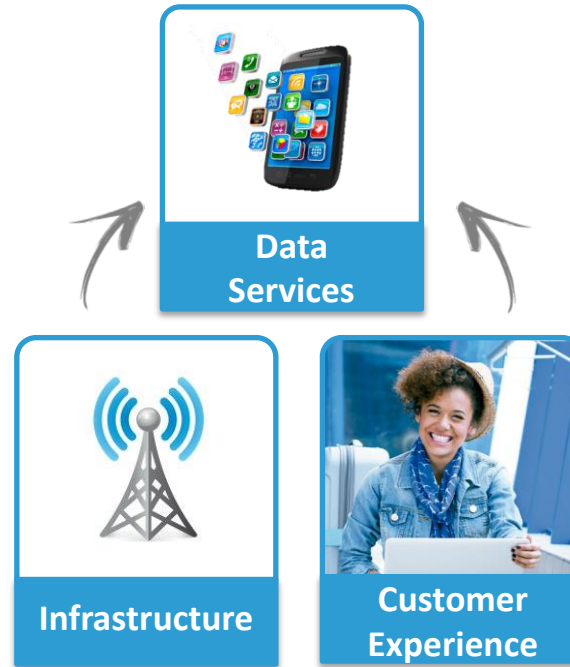 Data
Services
Infrastructure
Customer
Experience